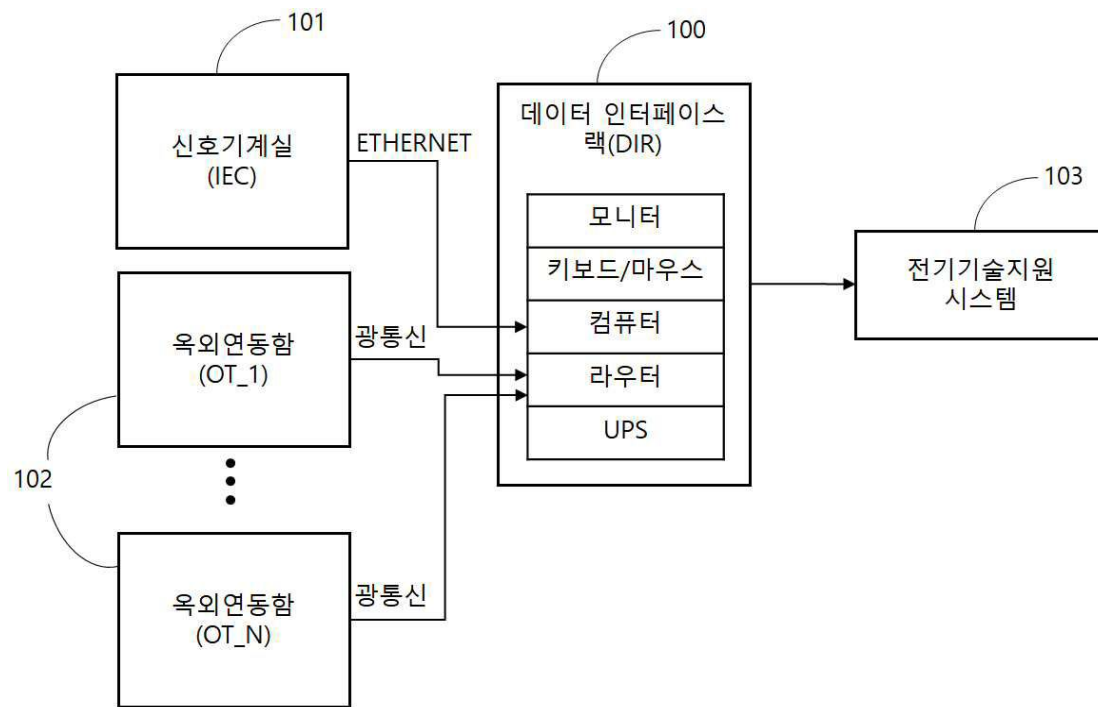 101
신호기계실
(IEC)
ETHERNET
100
데이터 인터페이스
랙(DIR)
모니터
키보드/마우스
컴퓨터
라우터
UPS
103
전기기술지원
시스템
옥외연동함
(OT_1)
광통신
102
옥외연동함
(OT_N)
광통신